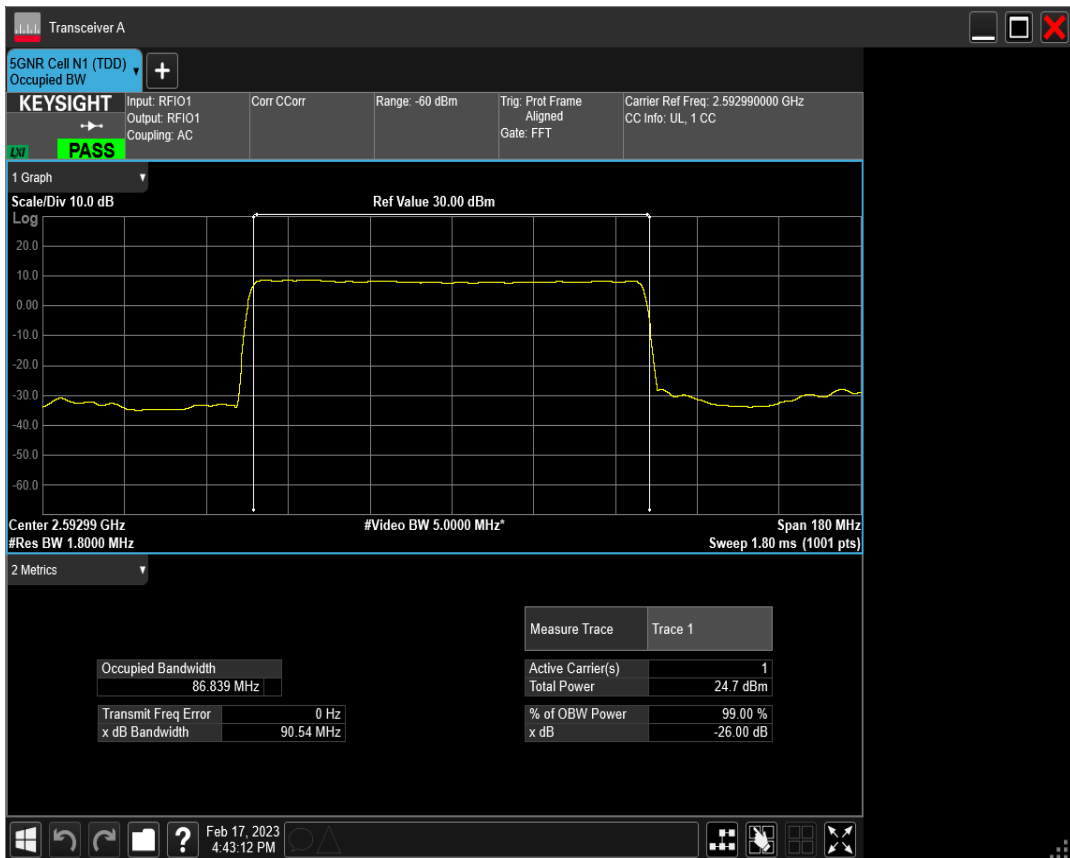 Transceiver A
5GNR Cell N1 (TDD)
Occupied BW
+
KEYSIGHT
LXI
PASS
Input: RFIO1
Output: RFIO1
Coupling: AC
Corr CCorr
Range: -60 dBm
Trig: Prot Frame
Aligned
Gate: FFT
Carrier Ref Freq: 2.592990000 GHz
CC Info: UL, 1 CC
1 Graph
Scale/Div 10.0 dB
Ref Value 30.00 dBm
Log
20.0
10.0
0.00
-10.0
-20.0
-30.0
-40.0
-50.0
-60.0
Center 2.59299 GHz
#Video BW 5.0000 MHz*
Span 180 MHz
#Res BW 1.8000 MHz
Sweep 1.80 ms (1001 pts)
2 Metrics
Measure Trace Trace 1
Occupied Bandwidth
86.839 MHz
Active Carrier(s) 1
Total Power 24.7 dBm
Transmit Freq Error 0 Hz
x dB Bandwidth 90.54 MHz
% of OBW Power 99.00 %
x dB -26.00 dB
?
Feb 17, 2023
4:43:12 PM